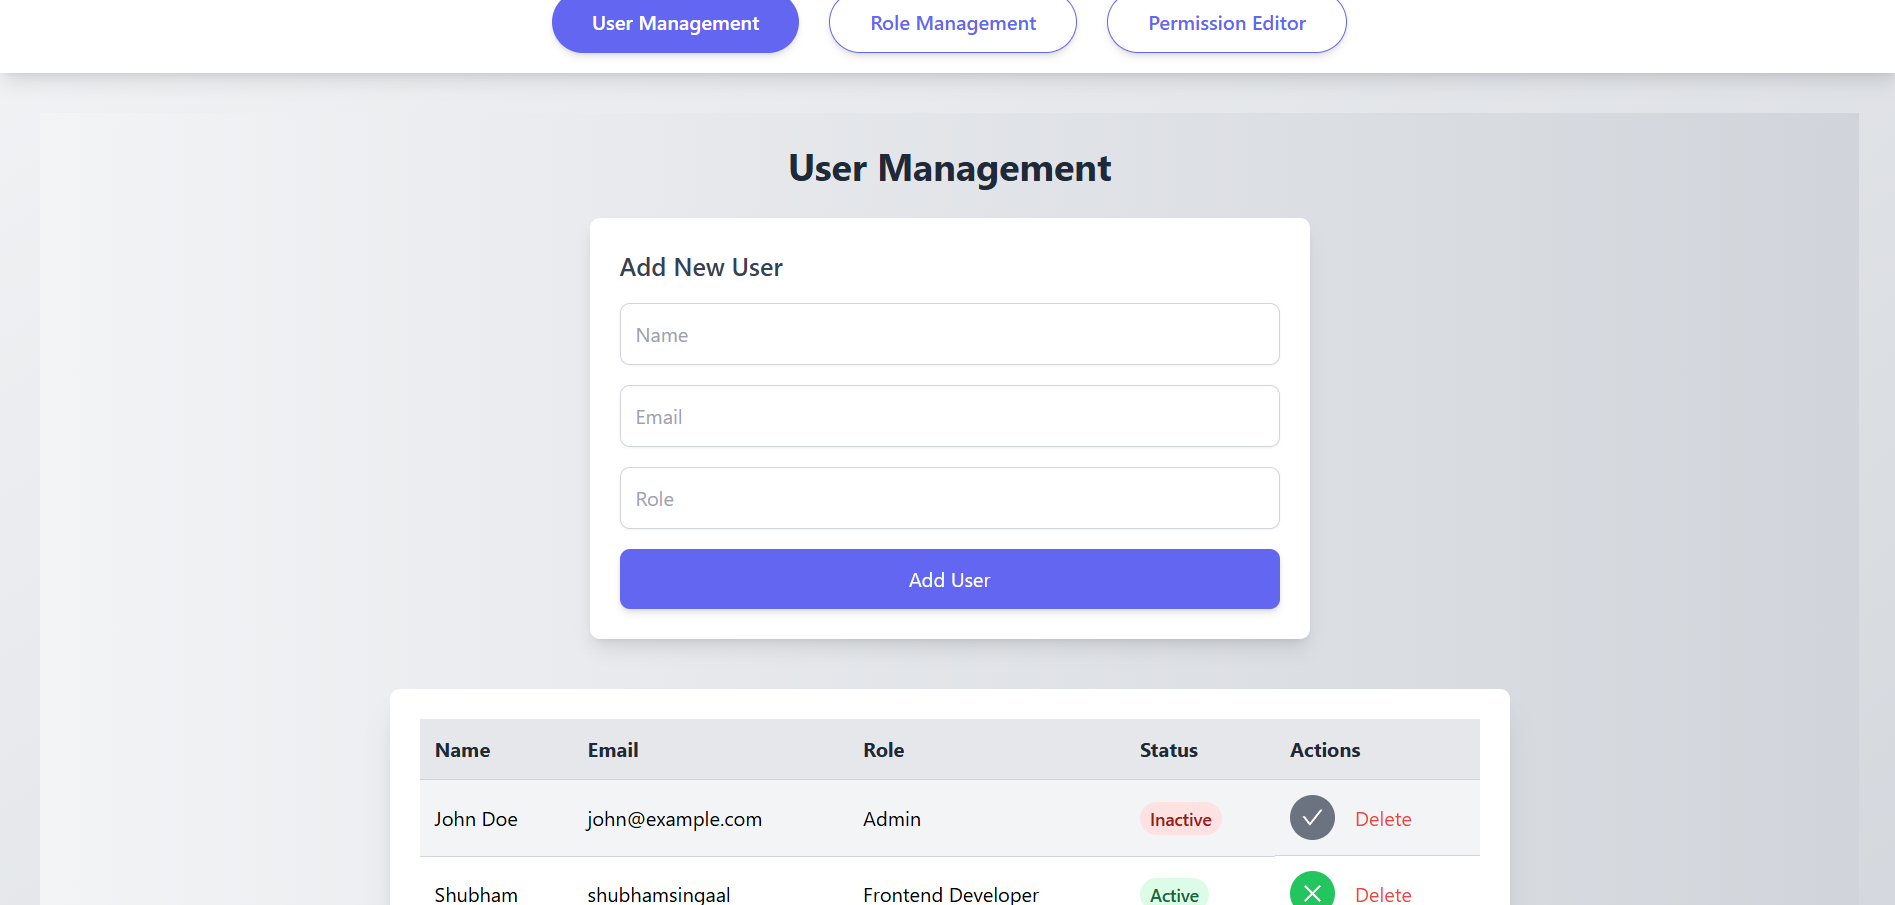 User Management Role Management Permission Editor
User Management
Add New User
Name
Email
Role
Add User
Name Email Role Status Actions
John Doe john@example.com Admin Inactive Delete
Shubham shubhamsingaal Frontend Developer Active Delete